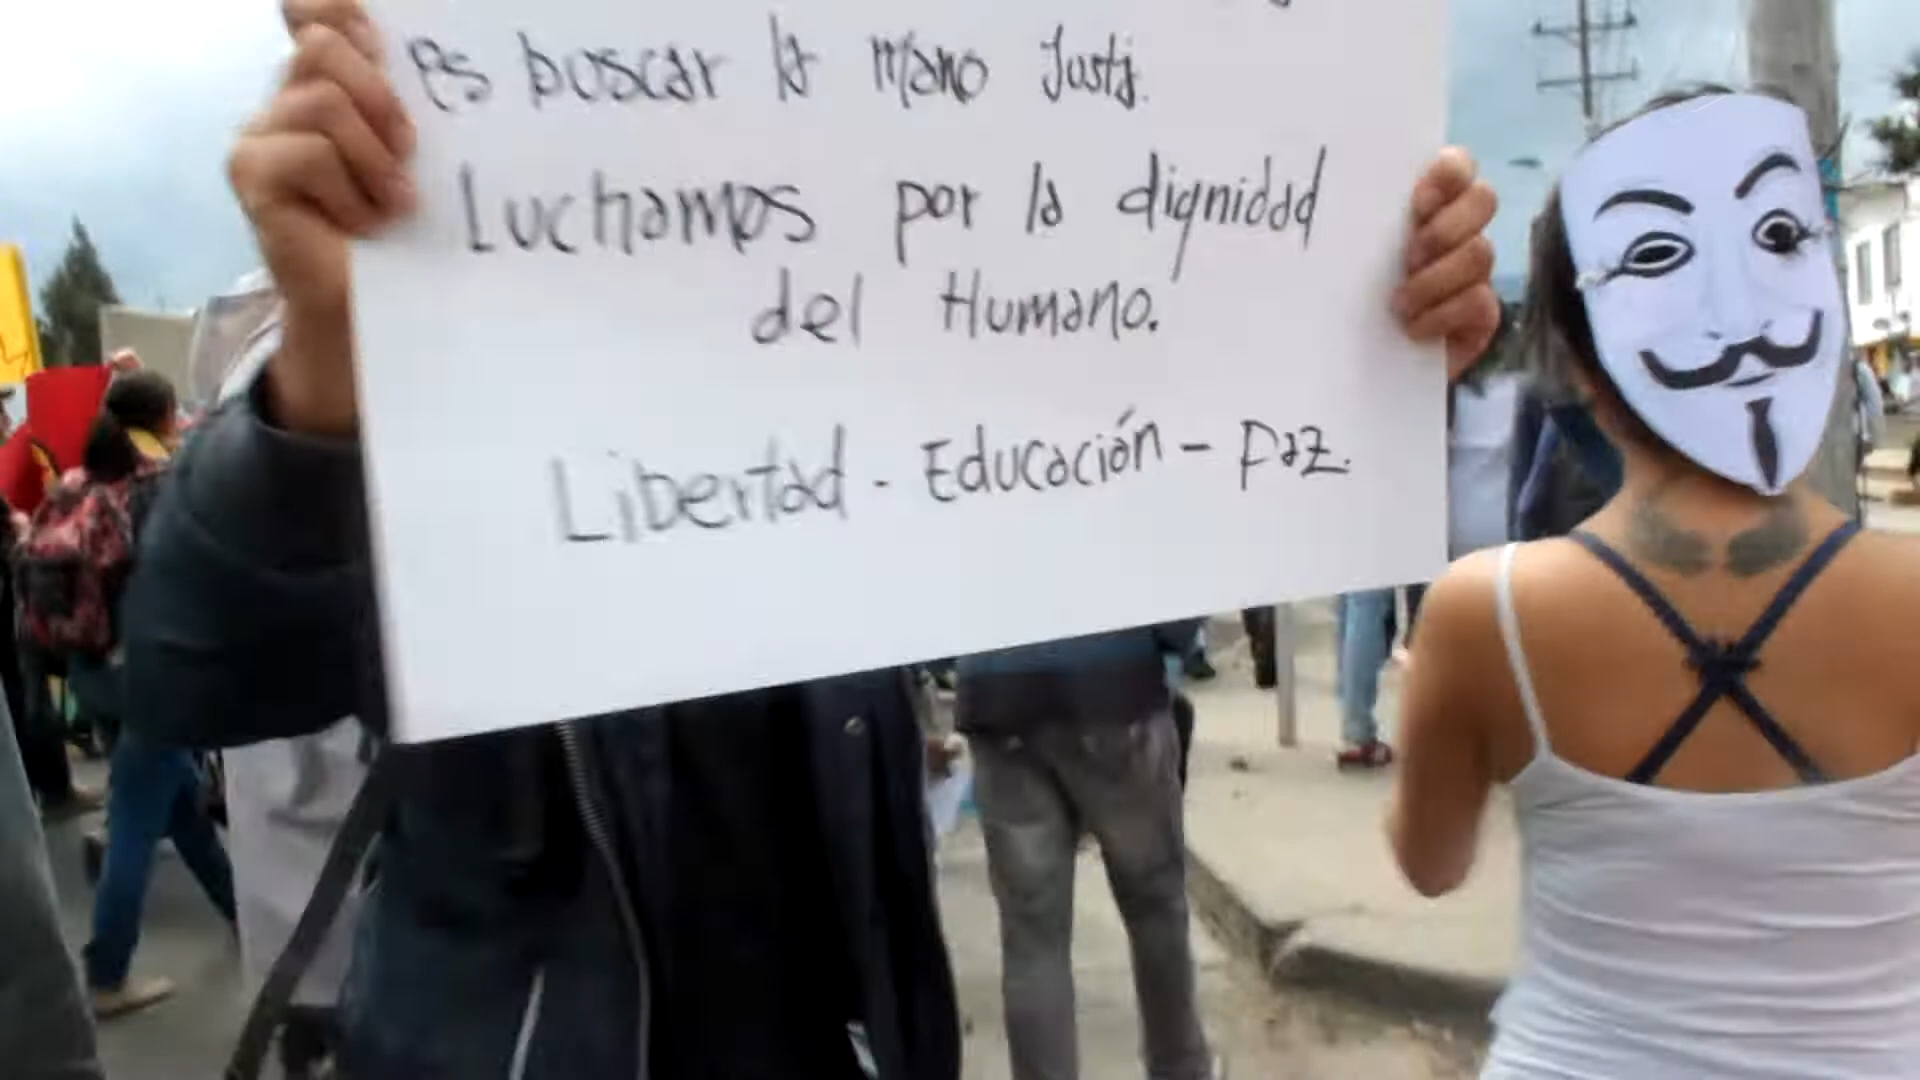 es buscar la mano Justa.
Luchamos por la dignidad
del Humano.
Libertad - Educación - Paz.